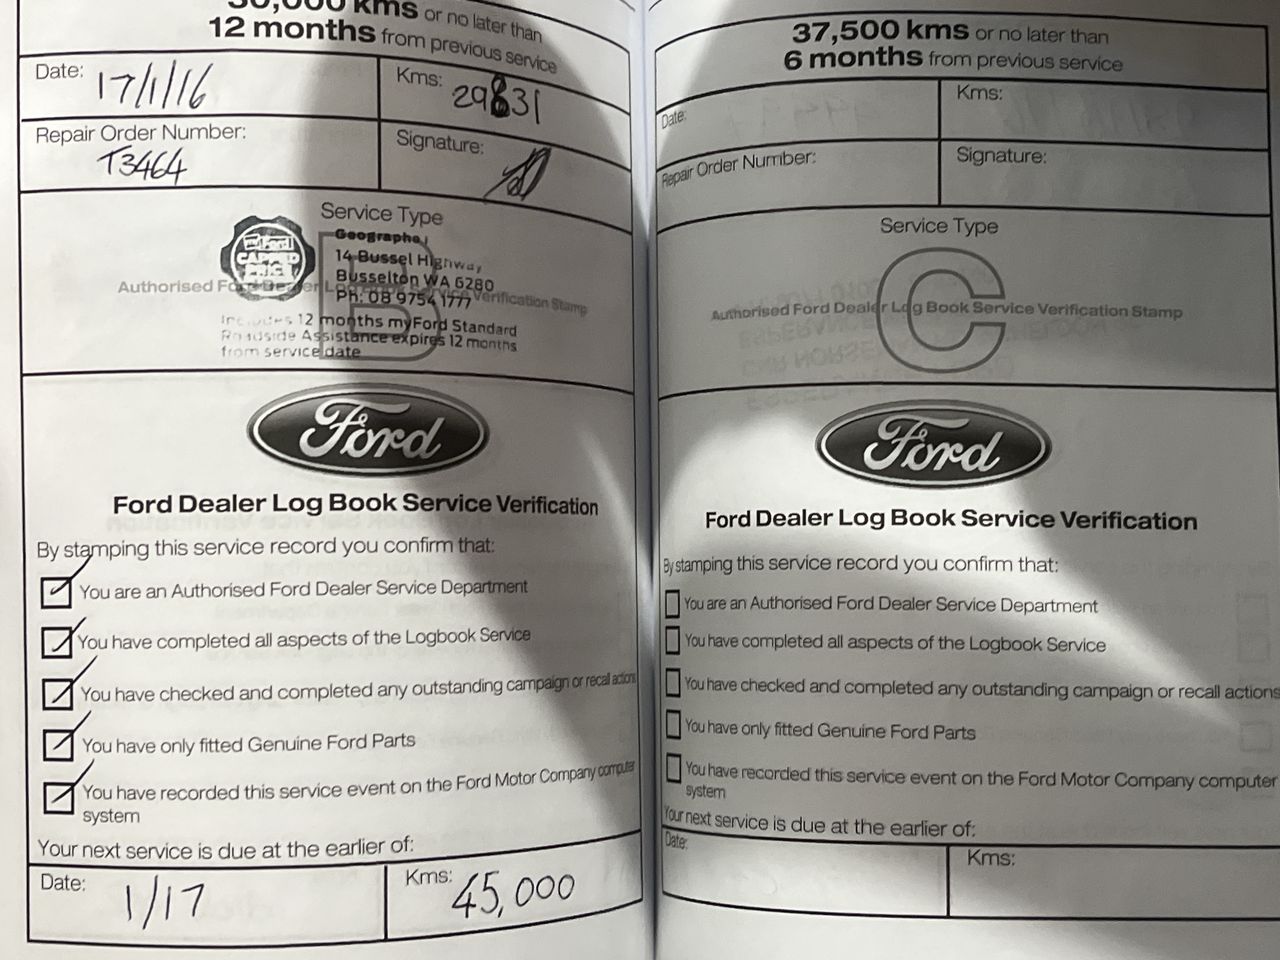 30,000 kms or no later than
12 months from previous service
Date: 17/1/16
Kms: 29831
Repair Order Number: T3464
Signature:
Service Type
B
my Ford
CAPPED
PRICE
Geographe
14 Bussel Highway
Busselton WA 6280
Ph: 08 9754 1777
Authorised Ford Dealer Log Book Service Verification Stamp
Includes 12 months myFord Standard
Roadside Assistance expires 12 months
from service date
Ford
Ford Dealer Log Book Service Verification
By stamping this service record you confirm that:
You are an Authorised Ford Dealer Service Department
You have completed all aspects of the Logbook Service
You have checked and completed any outstanding campaign or recall actions
You have only fitted Genuine Ford Parts
You have recorded this service event on the Ford Motor Company computer
system
Your next service is due at the earlier of:
Date: 1/17
Kms: 45,000
37,500 kms or no later than
6 months from previous service
Date:
Kms:
Repair Order Number:
Signature:
Service Type
C
Authorised Ford Dealer Log Book Service Verification Stamp
Ford
Ford Dealer Log Book Service Verification
By stamping this service record you confirm that:
You are an Authorised Ford Dealer Service Department
You have completed all aspects of the Logbook Service
You have checked and completed any outstanding campaign or recall actions
You have only fitted Genuine Ford Parts
You have recorded this service event on the Ford Motor Company computer
system
Your next service is due at the earlier of:
Date:
Kms: